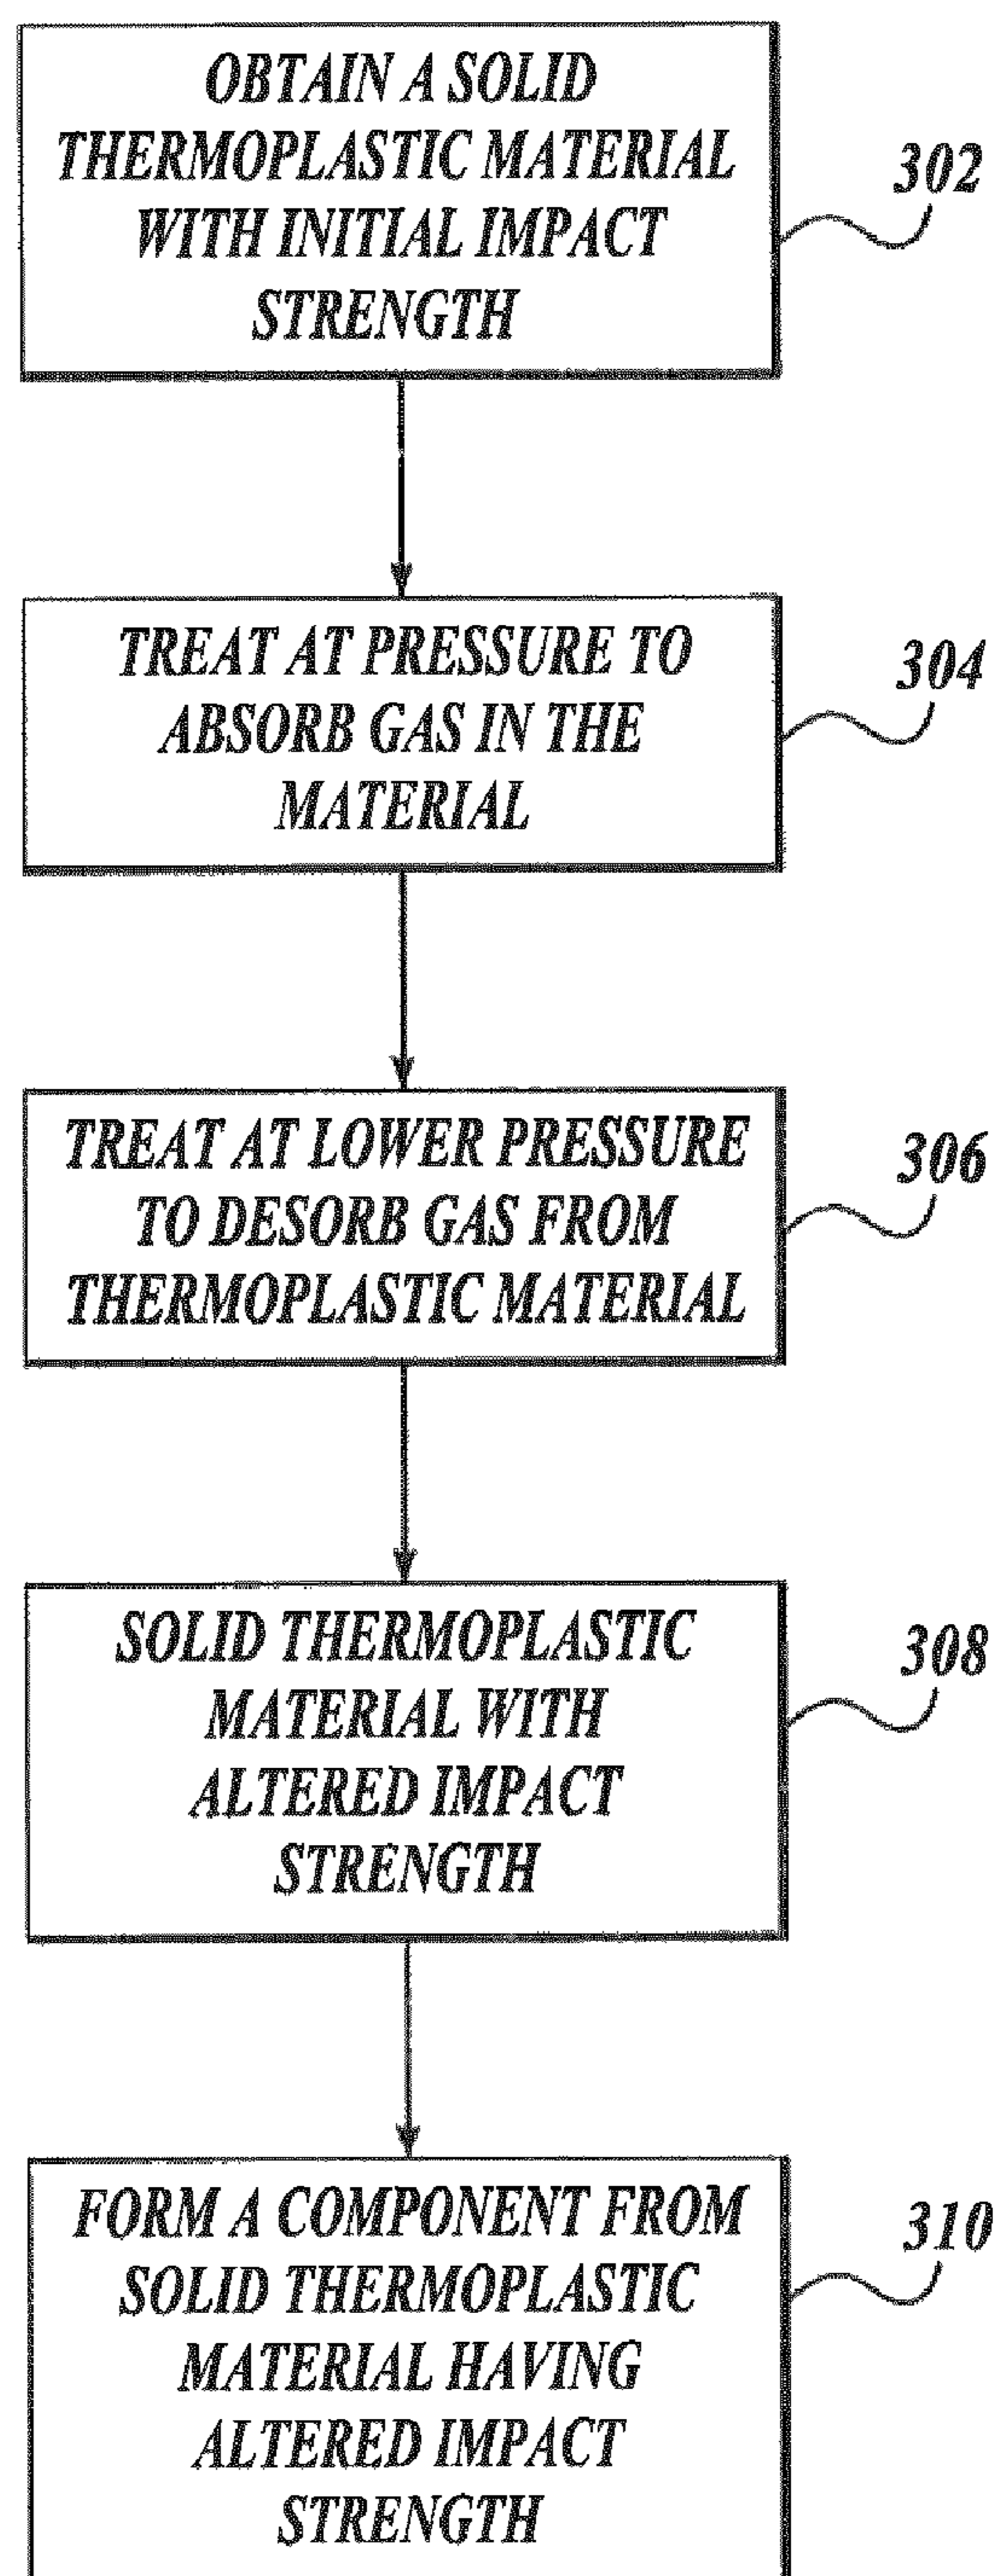 OBTAIN A SOLID
THERMOPLASTIC MATERIAL
WITH INITIAL IMPACT
STRENGTH
302
TREAT AT PRESSURE TO
ABSORB GAS IN THE
MATERIAL
304
TREAT AT LOWER PRESSURE
TO DESORB GAS FROM
THERMOPLASTIC MATERIAL
306
SOLID THERMOPLASTIC
MATERIAL WITH
ALTERED IMPACT
STRENGTH
308
FORM A COMPONENT FROM
SOLID THERMOPLASTIC
MATERIAL HAVING
ALTERED IMPACT
STRENGTH
310